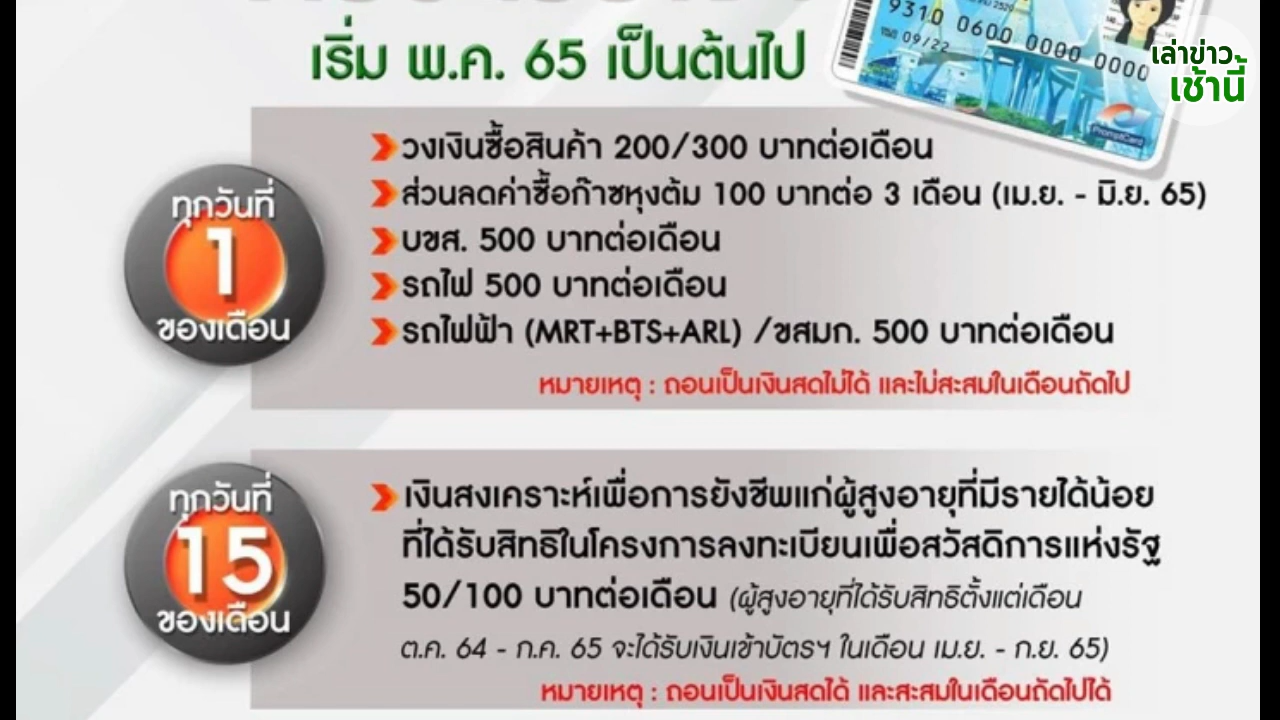 เริ่ม พ.ค. 65 เป็นต้นไป
9310 0600 0000 0000
09/22
PromptCard
เล่าข่าว
เช้านี้
ทุกวันที่
1
ของเดือน
วงเงินซื้อสินค้า 200/300 บาทต่อเดือน
ส่วนลดค่าซื้อก๊าซหุงต้ม 100 บาทต่อ 3 เดือน (เม.ย. - มิ.ย. 65)
บขส. 500 บาทต่อเดือน
รถไฟ 500 บาทต่อเดือน
รถไฟฟ้า (MRT+BTS+ARL) /ขสมก. 500 บาทต่อเดือน
หมายเหตุ : ถอนเป็นเงินสดไม่ได้ และไม่สะสมในเดือนถัดไป
ทุกวันที่
15
ของเดือน
เงินสงเคราะห์เพื่อการยังชีพแก่ผู้สูงอายุที่มีรายได้น้อย
ที่ได้รับสิทธิในโครงการลงทะเบียนเพื่อสวัสดิการแห่งรัฐ
50/100 บาทต่อเดือน (ผู้สูงอายุที่ได้รับสิทธิตั้งแต่เดือน
ต.ค. 64 - ก.ค. 65 จะได้รับเงินเข้าบัตรฯ ในเดือน เม.ย. - ก.ย. 65)
หมายเหตุ : ถอนเป็นเงินสดได้ และสะสมในเดือนถัดไปได้